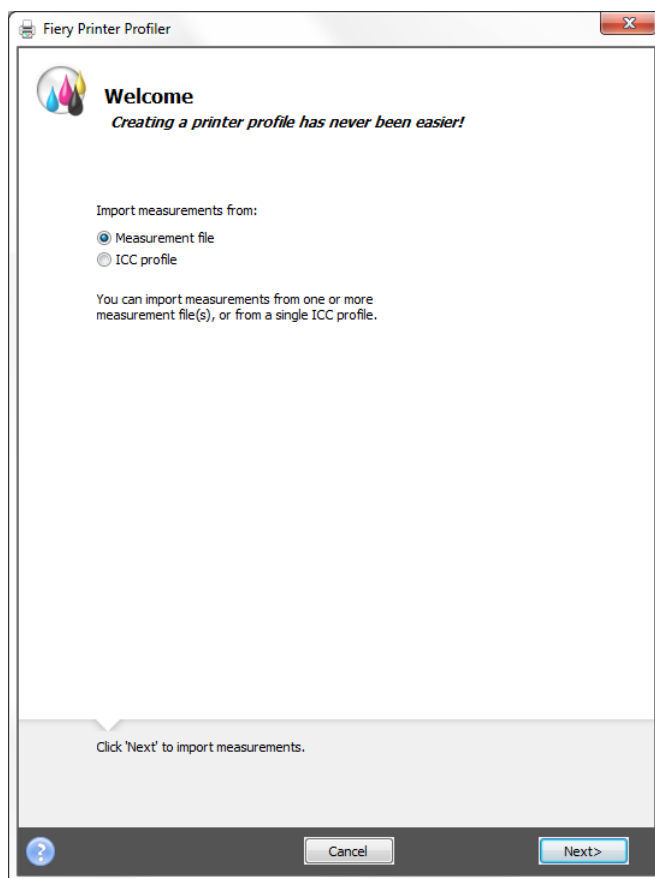 Fiery Printer Profiler
Welcome
Creating a printer profile has never been easier!
Import measurements from:
Measurement file
ICC profile
You can import measurements from one or more
measurement file(s), or from a single ICC profile.
Click 'Next' to import measurements.
?
Cancel
Next>